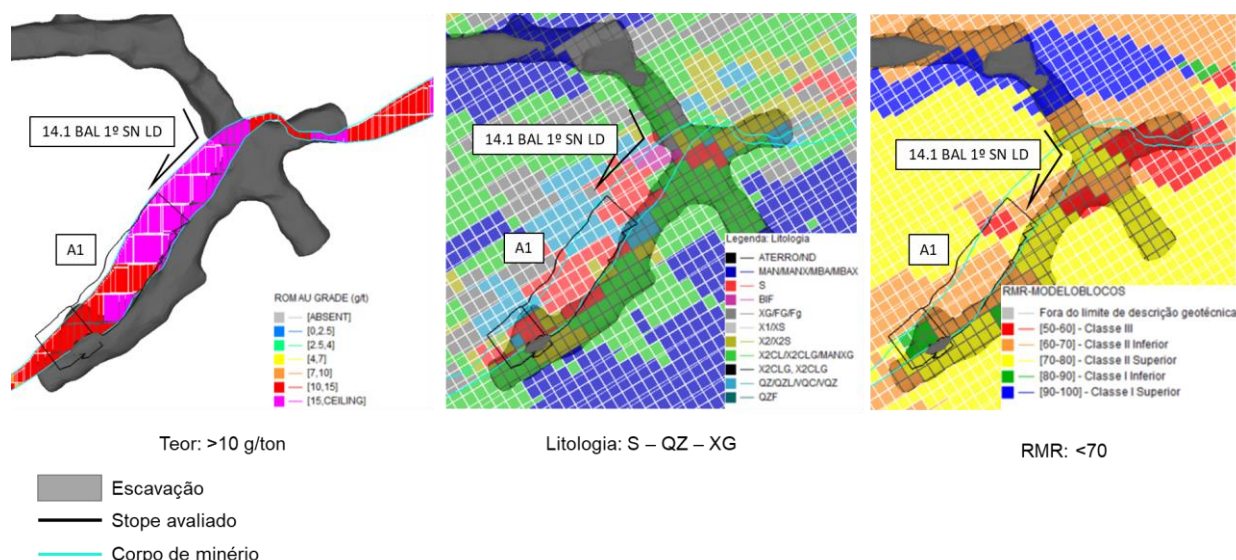 14.1 BAL 1º SN LD
A1
ROM AU GRADE (g/t)
[ABSENT]
[0,2.5]
[2.5,4]
[4,7]
[7,10]
[10,15]
[15,CEILING]
Teor: >10 g/ton
14.1 BAL 1º SN LD
A1
Legenda: Litologia
ATERRO/ND
MAN/MANX/MBA/MBAX
S
BIF
XG/FG/Fg
X1/XS
X2/X2S
X2CL/X2CLG/MANXG
X2CLG, X2CLG
QZ/QZL/VQC/VQZ
QZF
Litologia: S – QZ – XG
14.1 BAL 1º SN LD
A1
RMR-MODELOBLOCOS
Fora do limite de descrição geotécnica
[50-60] - Classe III
[60-70] - Classe II Inferior
[70-80] - Classe II Superior
[80-90] - Classe I Inferior
[90-100] - Classe I Superior
RMR: <70
Escavação
Stope avaliado
Corpo de minério